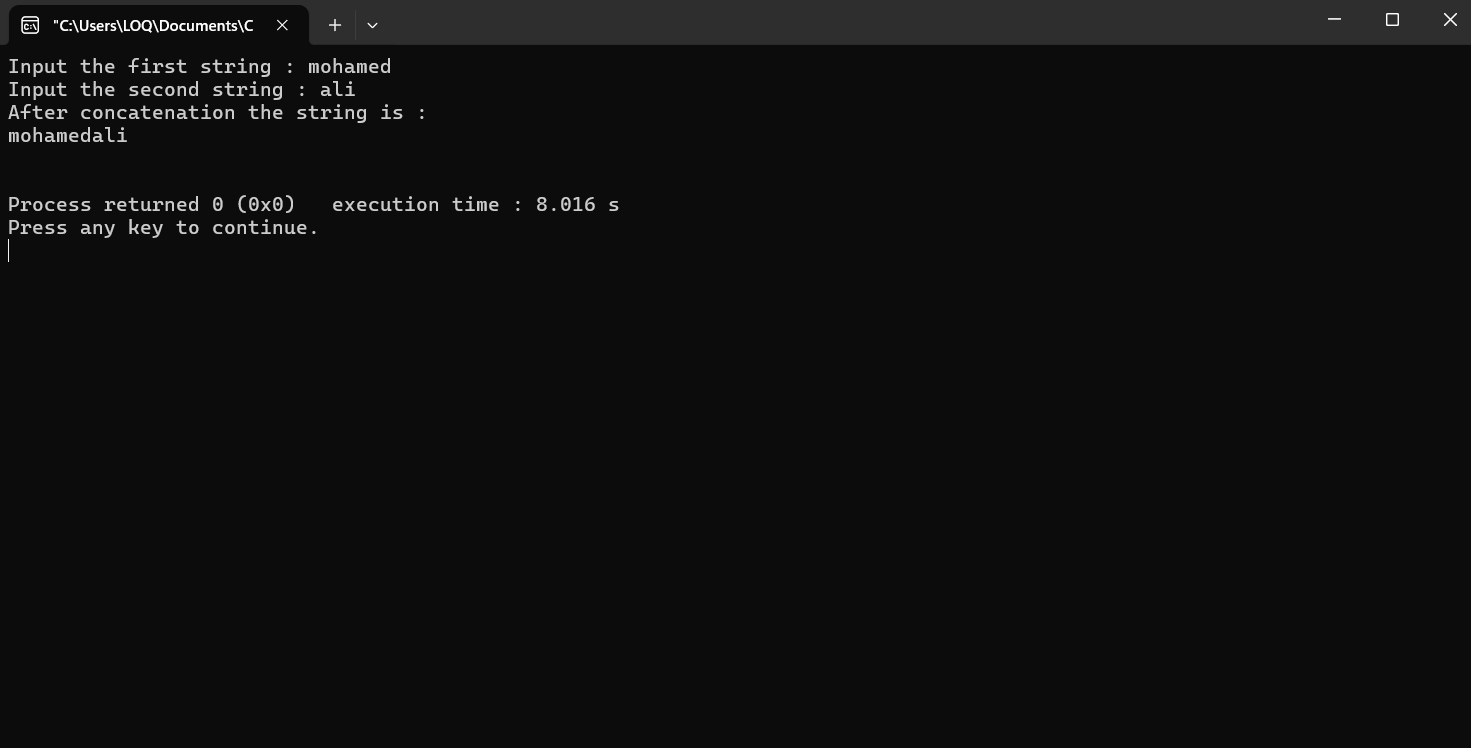 "C:\Users\LOQ\Documents\C
Input the first string : mohamed
Input the second string : ali
After concatenation the string is :
mohamedali
Process returned 0 (0x0)   execution time : 8.016 s
Press any key to continue.